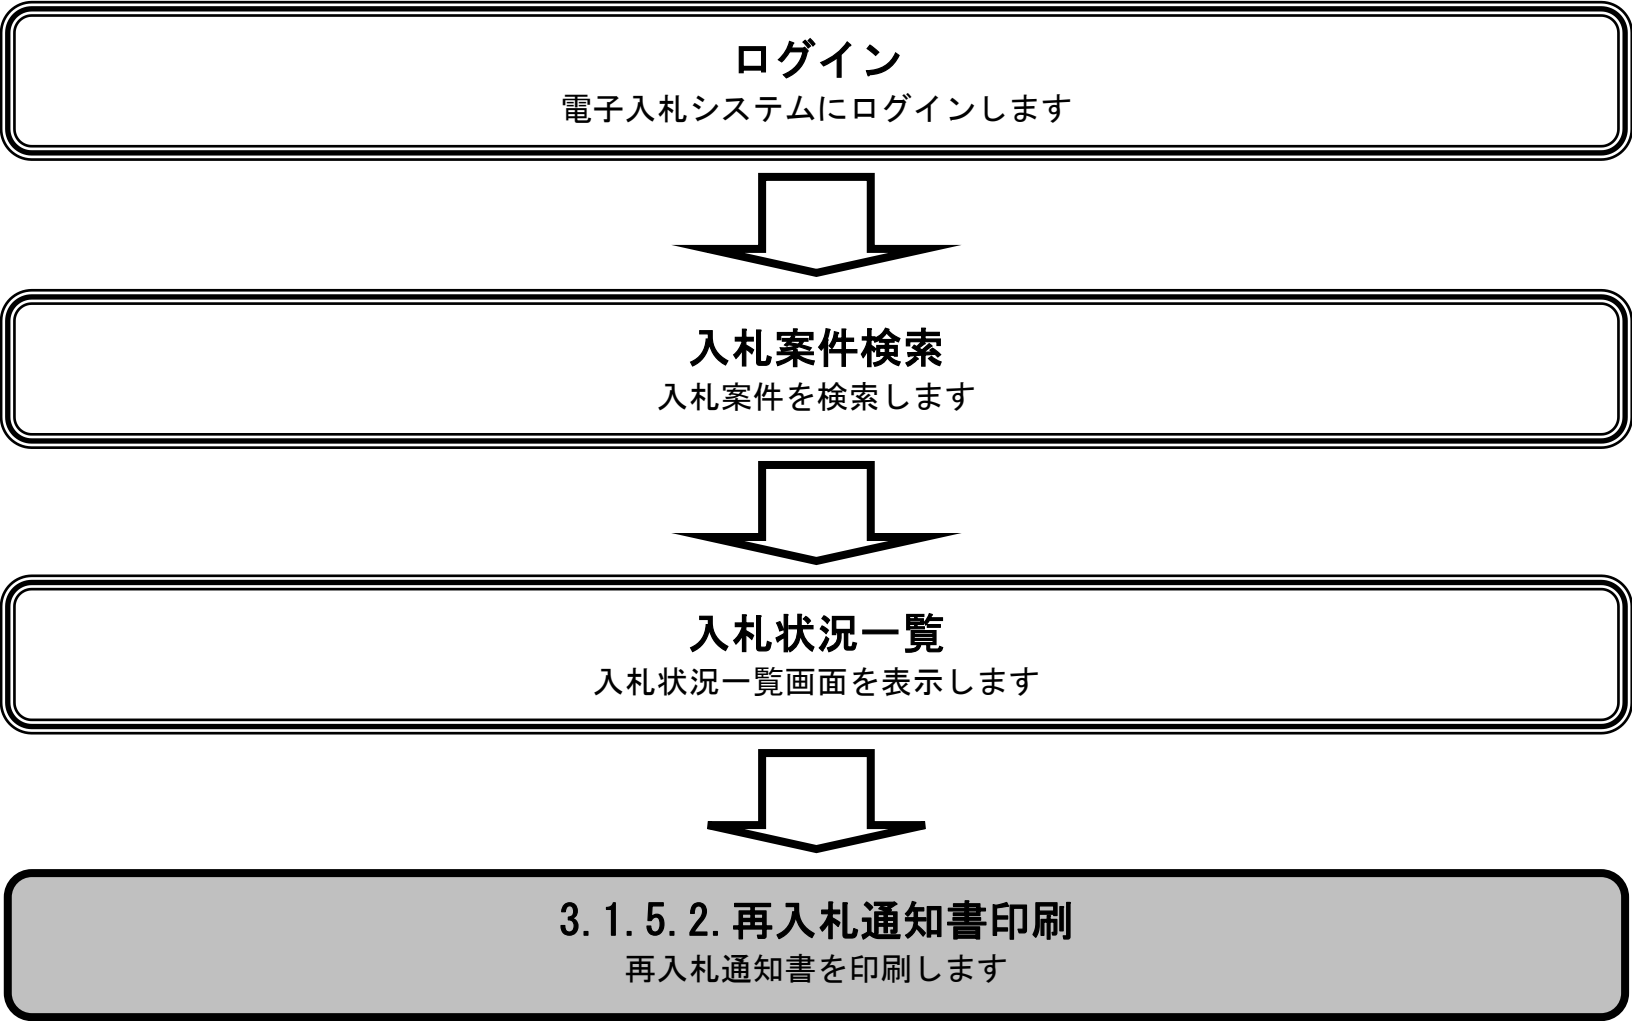 ログイン
電子入札システムにログインします
入札案件検索
入札案件を検索します
入札状況一覧
入札状況一覧画面を表示します
3.1.5.2.再入札通知書印刷
再入札通知書を印刷します